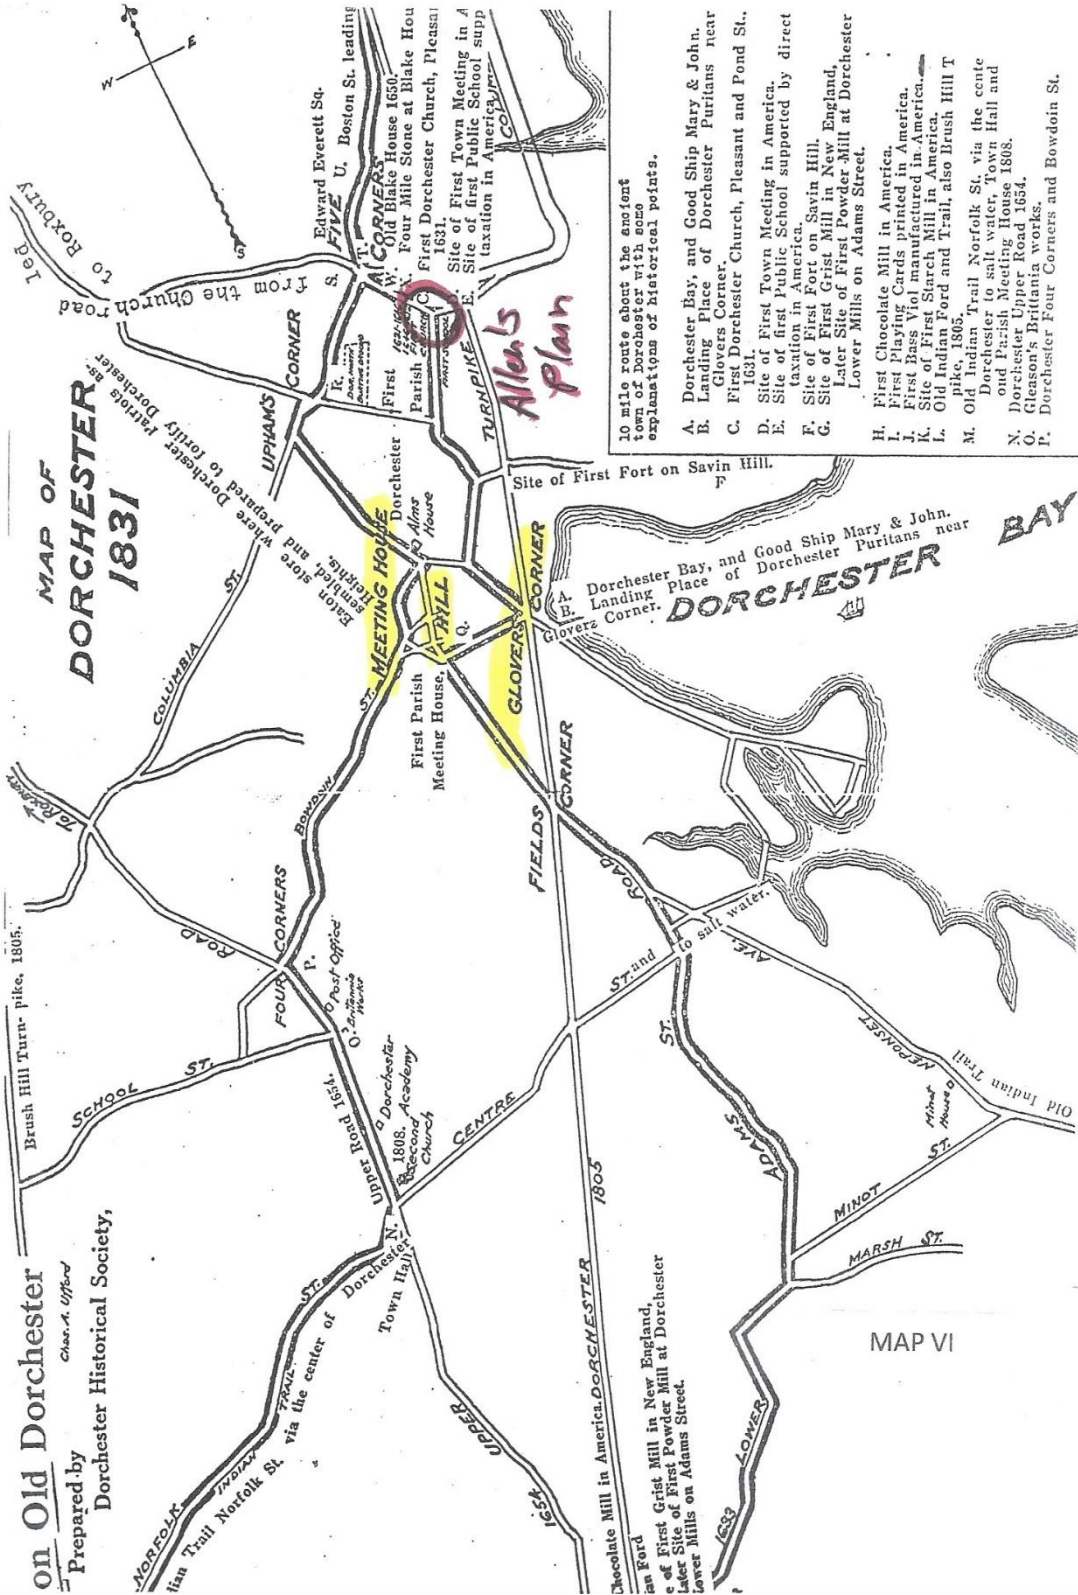 on Old Dorchester
Prepared by Chas. A. Ufford
Dorchester Historical Society,
MAP OF
DORCHESTER
1831
W
E
S
Brush Hill Turn- pike, 1805.
to Roxbury
led
from the Church road
Edward Everett Sq.
FIVE
CORNERS
U. Boston St. leading
S.
T.
W. Old Blake House 1650.
Four Mile Stone at Blake Hou
C. First Dorchester Church, Pleasan
1631.
D. Site of First Town Meeting in A
E. Site of first Public School supp
taxation in America.
UPHAM'S
CORNER
R.
First
Parish
TURNPIKE
Allen's
plan
Eaton store where Dorchester Patriots as-
sembled, and prepared to fortify Dorchester
Heights.
COLUMBIA
ST.
MEETING HOUSE
HILL
Dorchester
Alms
House
Site of First Fort on Savin Hill.
F
GLOVERS
CORNER
Q.
First Parish
Meeting House,
A. Dorchester Bay, and Good Ship Mary & John.
B. Landing Place of Dorchester Puritans near
Glovers Corner.
DORCHESTER
BAY
TO ROXBURY
ROAD
BOWDOIN
ST.
FOUR
CORNERS
P.
Post Office
O.
Britannia
Works
SCHOOL
ST.
Upper Road 1654.
Dorchester
Academy
1808.
Second
Church
FIELDS
CORNER
ROAD
CENTRE
ST. and
to salt water.
AVE.
NEPONSET
Old Indian Trail
Minot
House
ADAMS
ST.
MINOT
ST.
MARSH
ST.
N.
Dorchester
Town Hall
NORFOLK
INDIAN
TRAIL
ST.
ian Trail Norfolk St. via the center of
UPPER
1654
DORCHESTER
1805
LOWER
1653
Chocolate Mill in America.
an Ford
e of First Grist Mill in New England,
Later Site of First Powder Mill at Dorchester
Lower Mills on Adams Street.
MAP VI
10 mile route about the ancient
town of Dorchester with some
explanations of historical points.
A. Dorchester Bay, and Good Ship Mary & John.
B. Landing Place of Dorchester Puritans near
Glovers Corner.
C. First Dorchester Church, Pleasant and Pond St.,
1631.
D. Site of First Town Meeting in America.
E. Site of first Public School supported by direct
taxation in America.
F. Site of First Fort on Savin Hill.
G. Site of First Grist Mill in New England,
Later Site of First Powder Mill at Dorchester
Lower Mills on Adams Street.
H. First Chocolate Mill in America.
I. First Playing Cards printed in America.
J. First Bass Viol manufactured in America.
K. Site of First Starch Mill in America.
L. Old Indian Ford and Trail, also Brush Hill T
pike, 1805.
M. Old Indian Trail Norfolk St. via the cente
Dorchester to salt water, Town Hall and
ond Parish Meeting House 1808.
N. Dorchester Upper Road 1654.
O. Gleason's Brittania works.
P. Dorchester Four Corners and Bowdoin St.